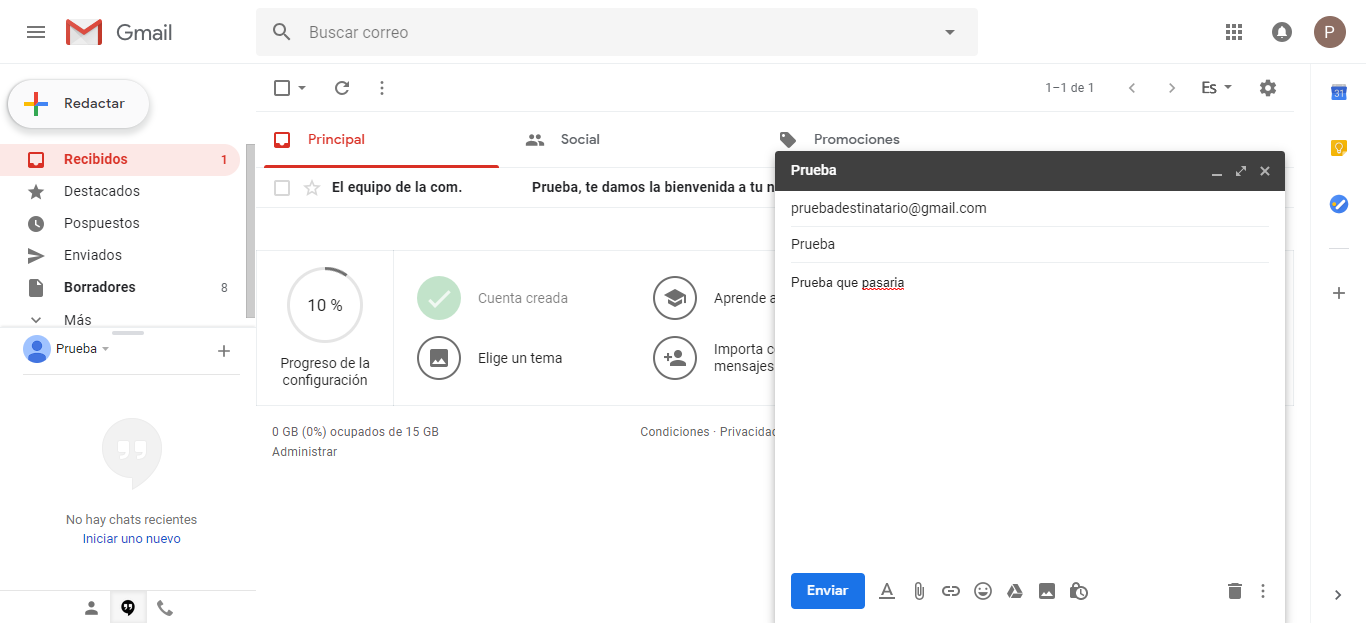 Gmail
Buscar correo
P
Redactar
1–1 de 1
Es
31
Principal
Social
Promociones
Recibidos 1
Destacados
Pospuestos
Enviados
Borradores 8
Más
El equipo de la com. Prueba, te damos la bienvenida a tu n
10 %
Progreso de la
configuración
Cuenta creada
Elige un tema
Aprende a
Importa co
mensajes
0 GB (0%) ocupados de 15 GB
Administrar
Condiciones · Privacidad
Prueba
No hay chats recientes
Iniciar uno nuevo
Prueba
pruebadestinatario@gmail.com
Prueba
Prueba que pasaria
Enviar